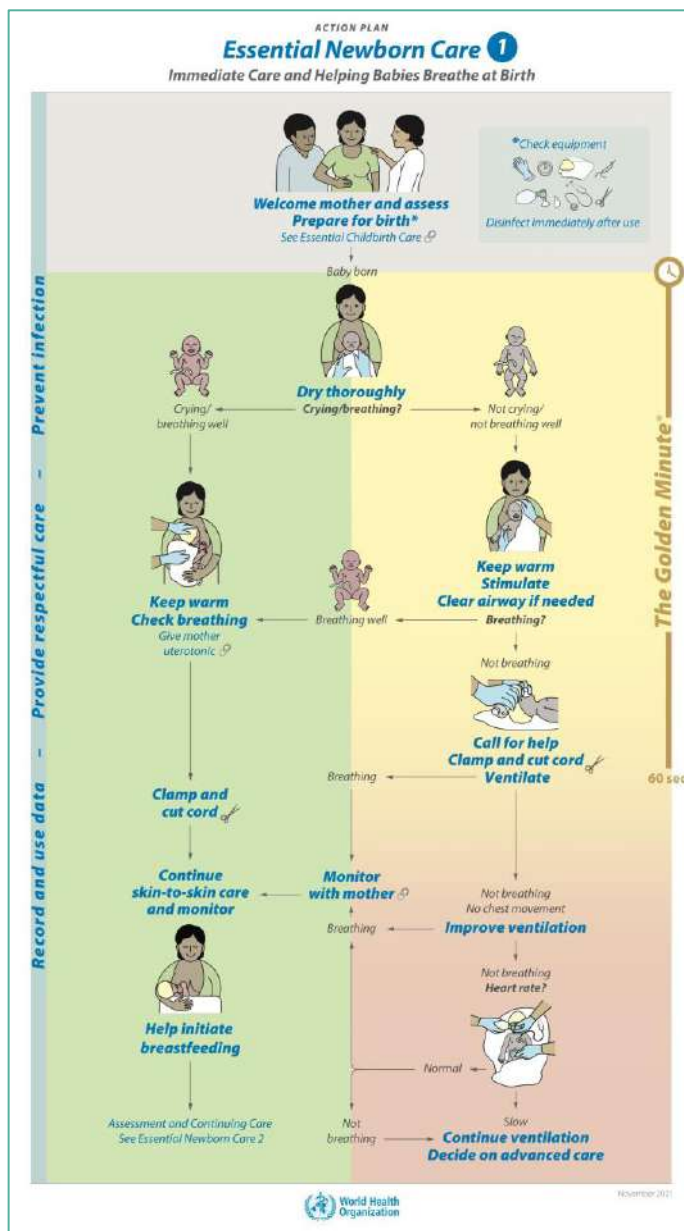 ACTION PLAN
Essential Newborn Care 1
Immediate Care and Helping Babies Breathe at Birth
*Check equipment
Disinfect immediately after use
Welcome mother and assess
Prepare for birth*
See Essential Childbirth Care
Baby born
Dry thoroughly
Crying/
breathing well
Crying/breathing?
Not crying/
not breathing well
Keep warm
Check breathing
Give mother
uterotonic
Breathing well
Keep warm
Stimulate
Clear airway if needed
Breathing?
Not breathing
Call for help
Clamp and cut cord
Ventilate
Breathing
Clamp and
cut cord
Continue
skin-to-skin care
and monitor
Monitor
with mother
Not breathing
No chest movement
Improve ventilation
Breathing
Not breathing
Heart rate?
Help initiate
breastfeeding
Normal
Slow
Assessment and Continuing Care
See Essential Newborn Care 2
Not
breathing
Continue ventilation
Decide on advanced care
Record and use data – Provide respectful care – Prevent infection
The Golden Minute®
60 sec
World Health
Organization
November 2021